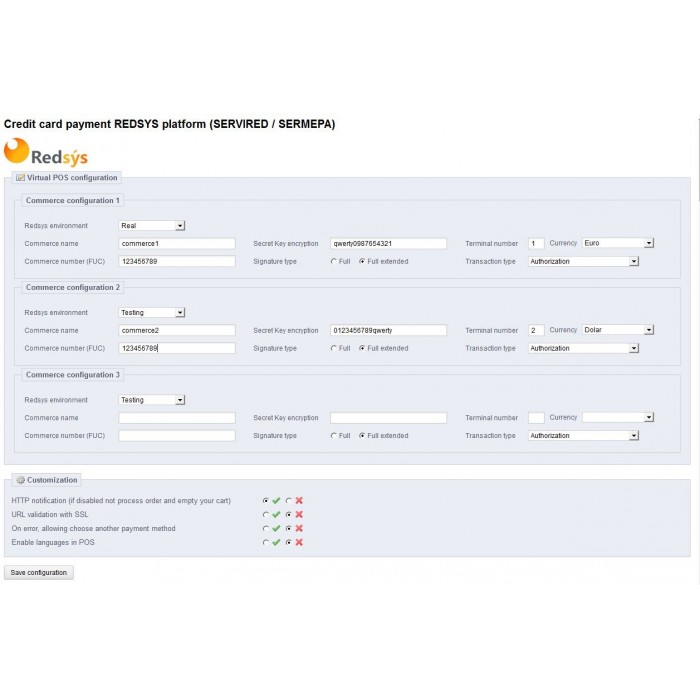 Credit card payment REDSYS platform (SERVIRED / SERMEPA)
Redsýs
Virtual POS configuration
Commerce configuration 1
Redsys environment Real
Commerce name commerce1 Secret Key encryption qwerty0987654321 Terminal number 1 Currency Euro
Commerce number (FUC) 123456789 Signature type Full Full extended Transaction type Authorization
Commerce configuration 2
Redsys environment Testing
Commerce name commerce2 Secret Key encryption 0123456789qwerty Terminal number 2 Currency Dolar
Commerce number (FUC) 123456789 Signature type Full Full extended Transaction type Authorization
Commerce configuration 3
Redsys environment Testing
Commerce name Secret Key encryption Terminal number Currency
Commerce number (FUC) Signature type Full Full extended Transaction type Authorization
Customization
HTTP notification (if disabled not process order and empty your cart)
URL validation with SSL
On error, allowing choose another payment method
Enable languages in POS
Save configuration